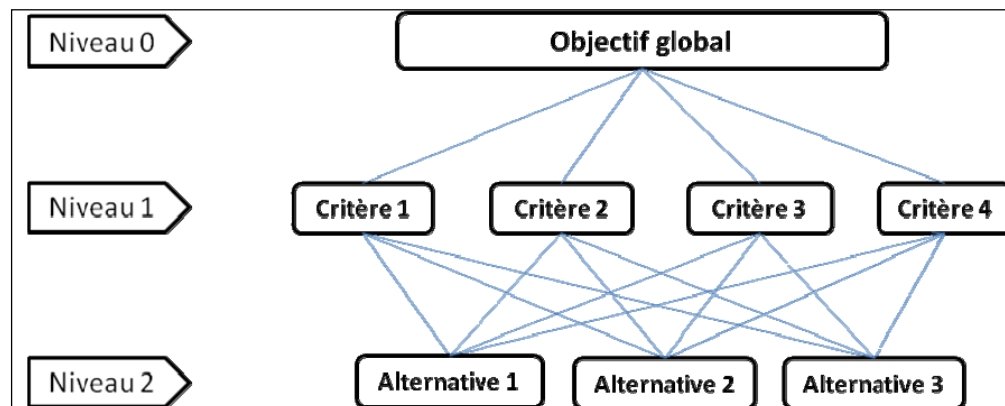 Niveau 0
Objectif global
Niveau 1
Critère 1
Critère 2
Critère 3
Critère 4
Niveau 2
Alternative 1
Alternative 2
Alternative 3